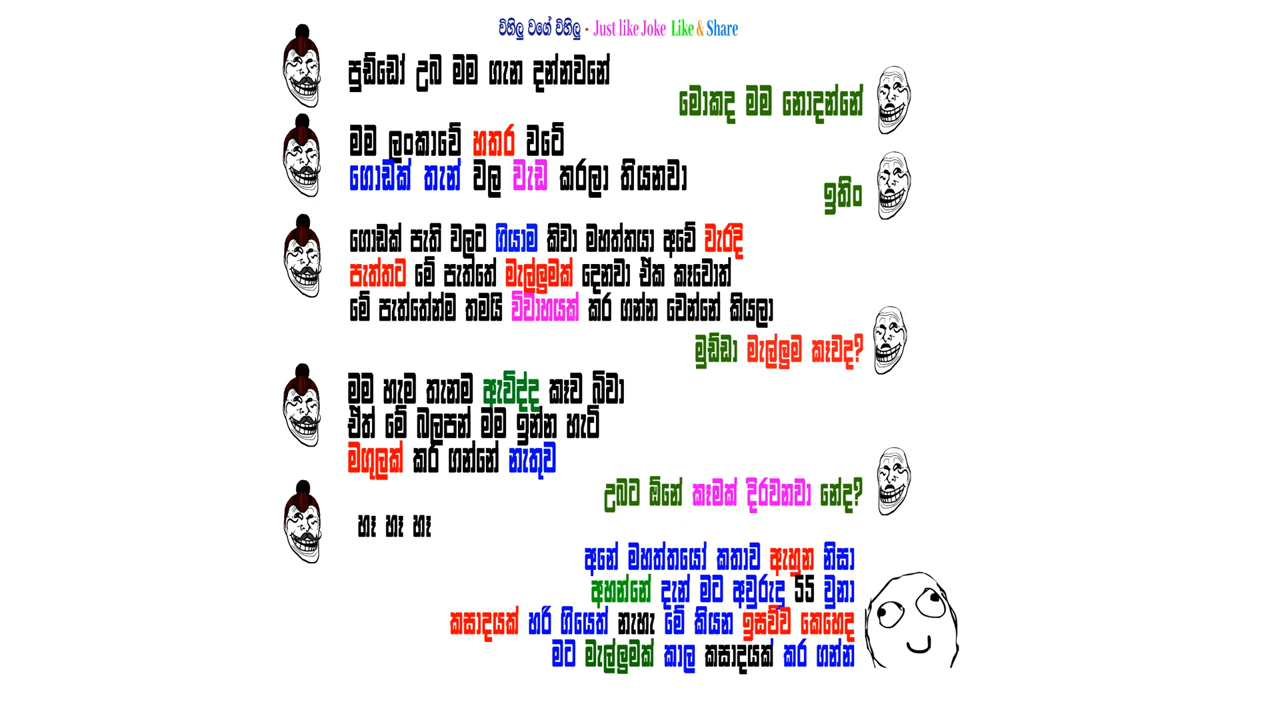 විහිලු වගේ විහිලු - Just like Joke Like & Share
පුඩ්ඩෝ උබ මම ගැන දන්නවනේ
මොකද මම නොදන්නේ
මම ලංකාවේ හතර වටේ
ගොඩක් තැන් වල වැඩ කරලා තියනවා
ඉතිං
ගොඩක් පැති වලට ගියාම කිවා මහත්තයා අවේ වැරදි
පැත්තට මේ පැත්තේ මැල්ලුමක් දෙනවා ඒක කෑවොත්
මේ පැත්තේන්ම තමයි විවාහයක් කර ගන්න වෙන්නේ කියලා
මුඩ්ඩා මැල්ලුම කෑවද?
මම හැම තැනම ඇවිද්ද කෑව බිවා
ඒත් මේ බලපන් මම ඉන්න හැටි
මගුලක් කර ගන්නේ නැතුව
උබට ඕනේ කෑමක් දිරවනවා නේද?
හෑ හෑ හෑ
අනේ මහත්තයෝ කතාව ඇහුන නිසා
අහන්නේ දැන් මට අවුරුදු 55 වුනා
කසාදයක් හරි ගියෙත් නැහැ මේ කියන ඉසව්ව කෙහෙද
මට මැල්ලුමක් කාල කසාදයක් කර ගන්න